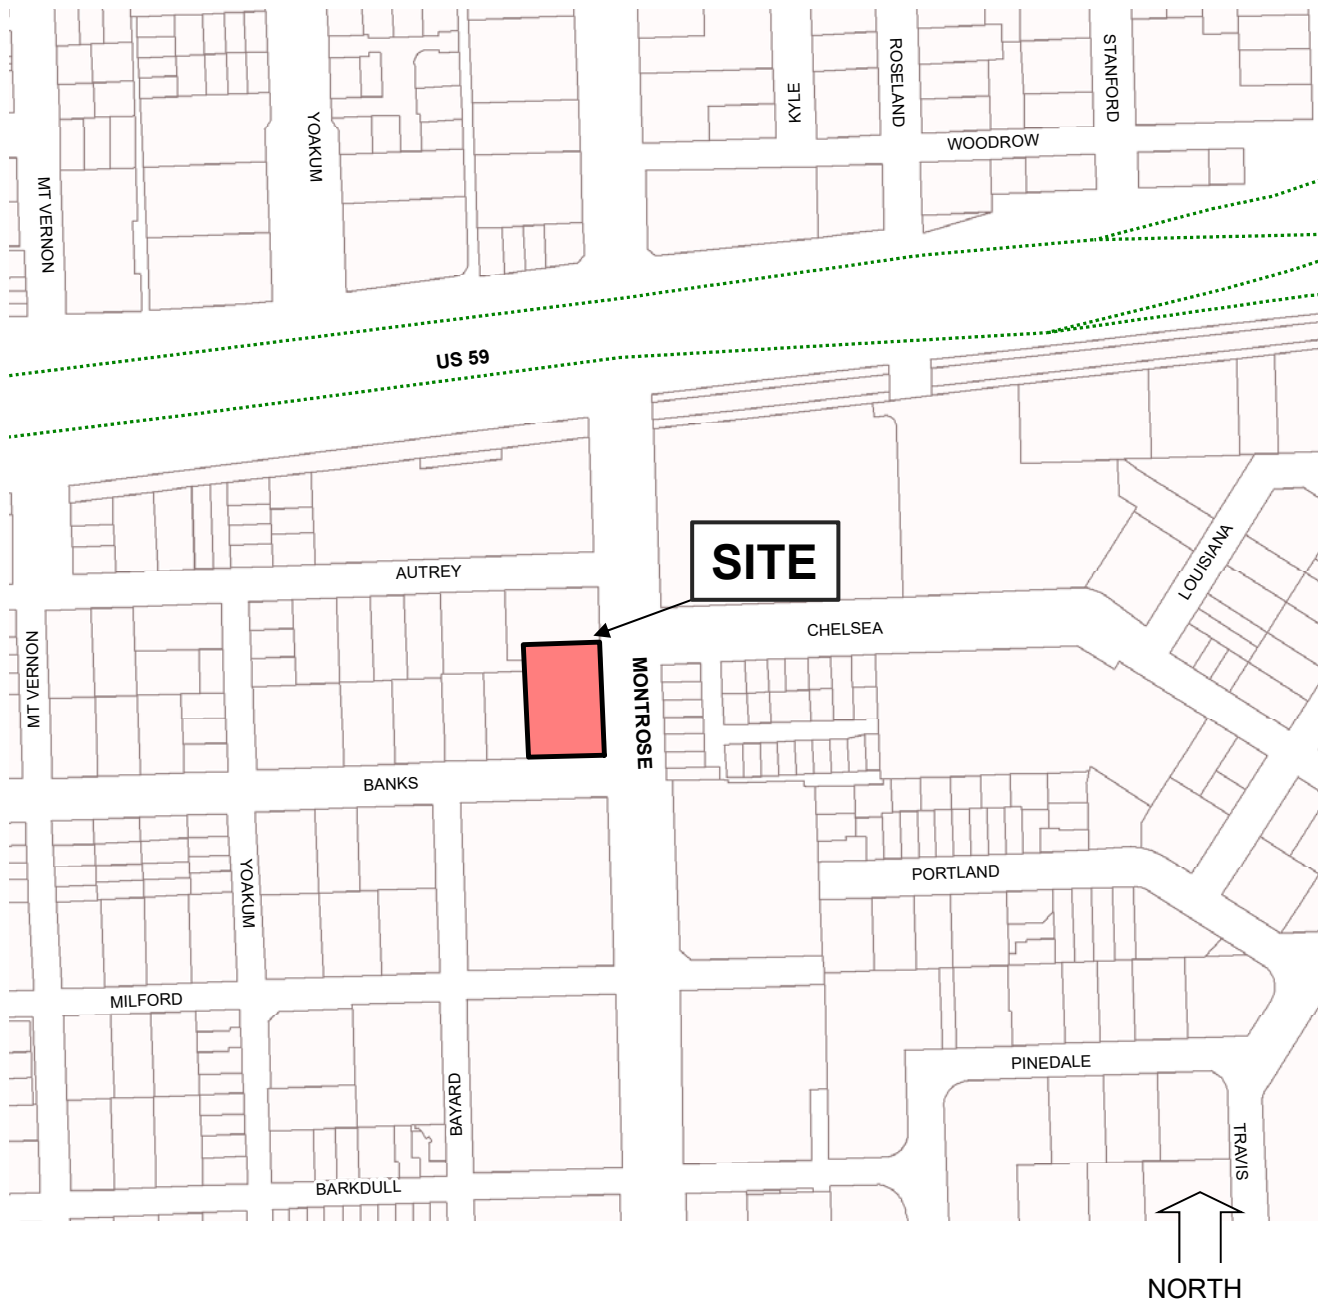 STANFORD
ROSELAND
KYLE
YOAKUM
WOODROW
MT VERNON
US 59
SITE
AUTREY
LOUISIANA
CHELSEA
MT VERNON
MONTROSE
BANKS
YOAKUM
PORTLAND
MILFORD
PINEDALE
BAYARD
TRAVIS
BARKDULL
NORTH